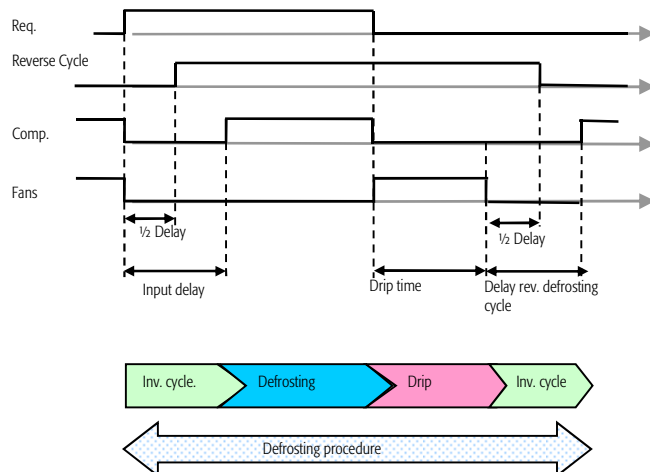 Req.
Reverse Cycle
Comp.
Fans
½ Delay
½ Delay
Input delay
Drip time
Delay rev. defrosting
cycle
Inv. cycle.
Defrosting
Drip
Inv. cycle
Defrosting procedure